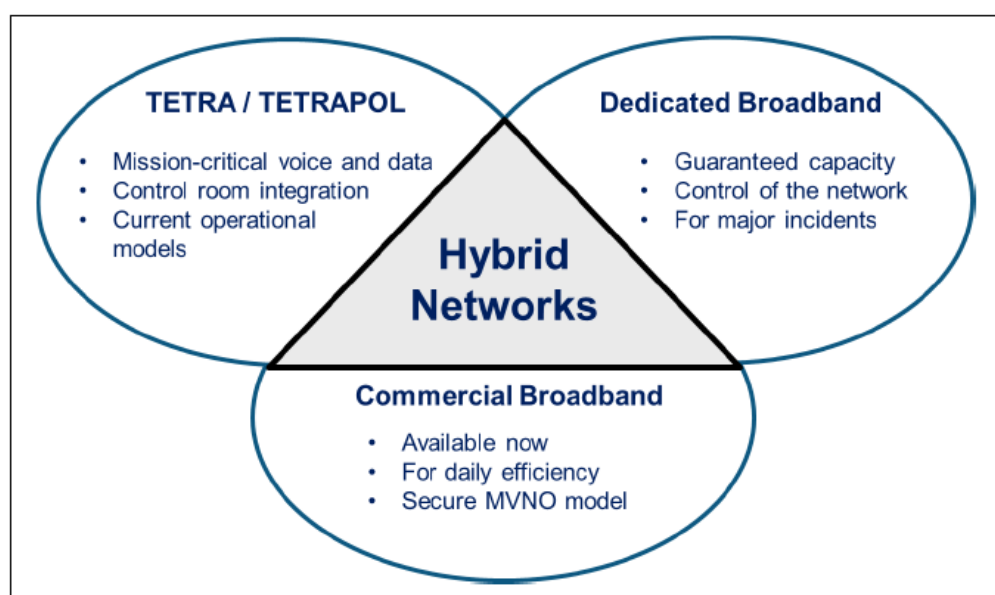 TETRA / TETRAPOL
• Mission-critical voice and data
• Control room integration
• Current operational
models
Dedicated Broadband
• Guaranteed capacity
• Control of the network
• For major incidents
Hybrid
Networks
Commercial Broadband
• Available now
• For daily efficiency
• Secure MVNO model